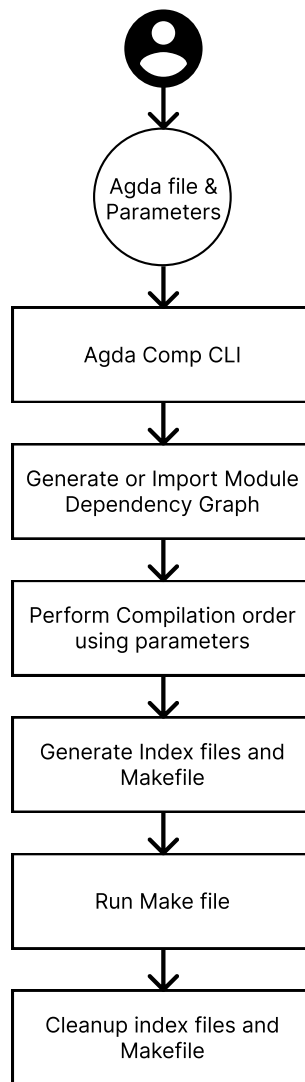 Agda file &
Parameters
Agda Comp CLI
Generate or Import Module
Dependency Graph
Perform Compilation order
using parameters
Generate Index files and
Makefile
Run Make file
Cleanup index files and
Makefile